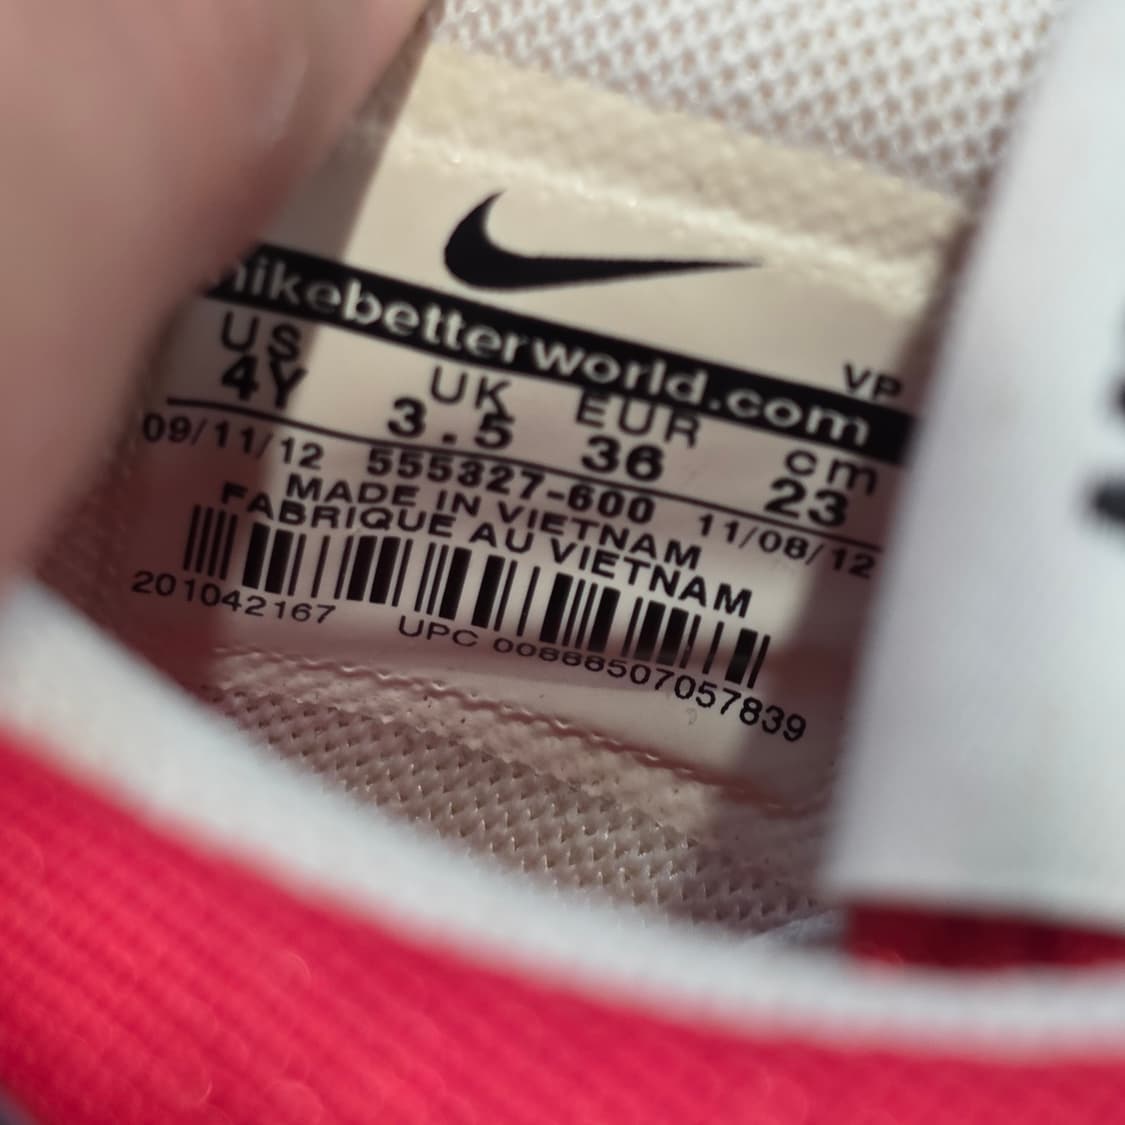 nikebetterworld.com
VP
US UK EUR cm
4Y 3.5 36 23
09/11/12 555327-600 11/08/12
MADE IN VIETNAM
FABRIQUE AU VIETNAM
201042167 UPC 00888507057839